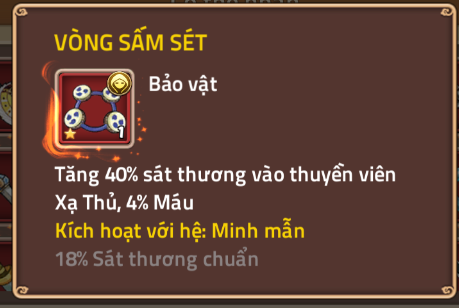 VÒNG SẤM SÉT
Bảo vật
1
Tăng 40% sát thương vào thuyền viên
Xạ Thủ, 4% Máu
Kích hoạt với hệ: Minh mẫn
18% Sát thương chuẩn